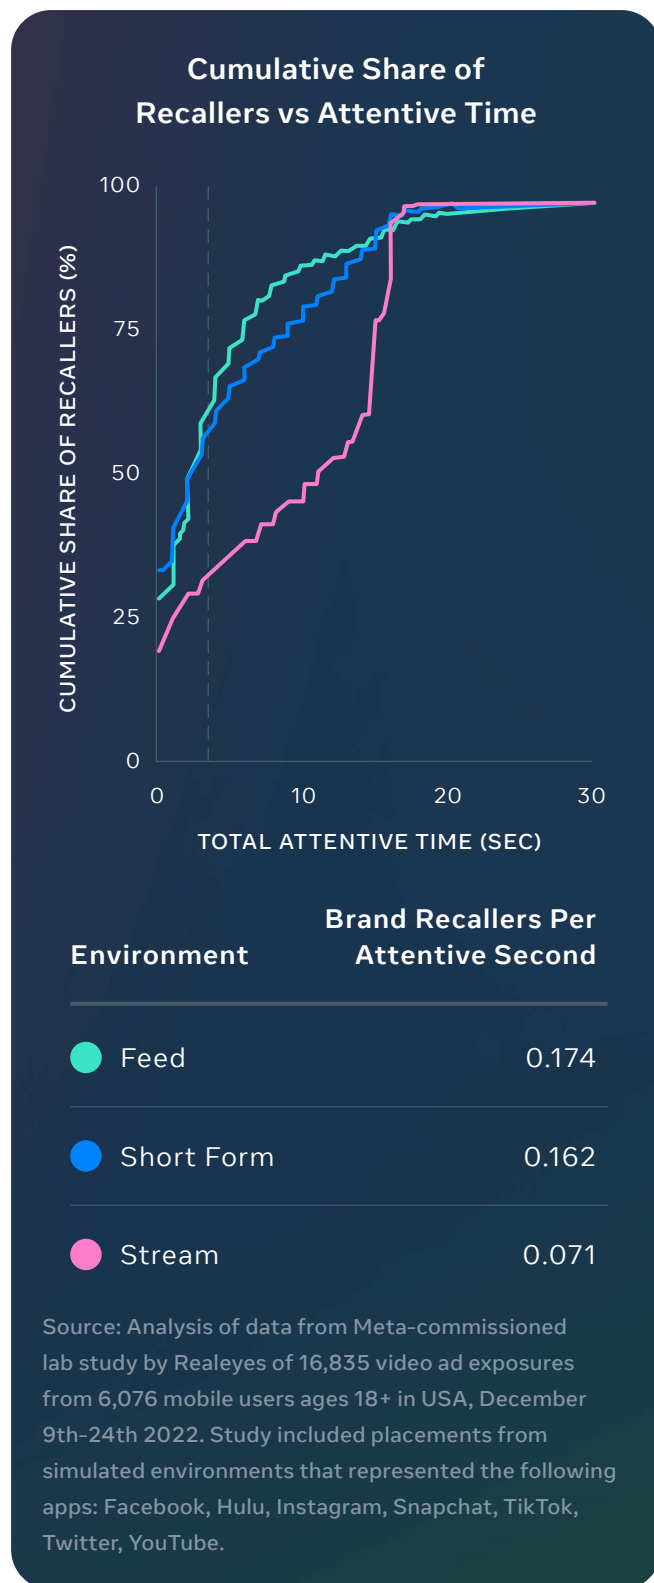 Cumulative Share of
Recallers vs Attentive Time
CUMULATIVE SHARE OF RECALLERS (%)
100
75
50
25
0
0 10 20 30
TOTAL ATTENTIVE TIME (SEC)
Environment
Brand Recallers Per
Attentive Second
Feed 0.174
Short Form 0.162
Stream 0.071
Source: Analysis of data from Meta-commissioned
lab study by Realeyes of 16,835 video ad exposures
from 6,076 mobile users ages 18+ in USA, December
9th-24th 2022. Study included placements from
simulated environments that represented the following
apps: Facebook, Hulu, Instagram, Snapchat, TikTok,
Twitter, YouTube.